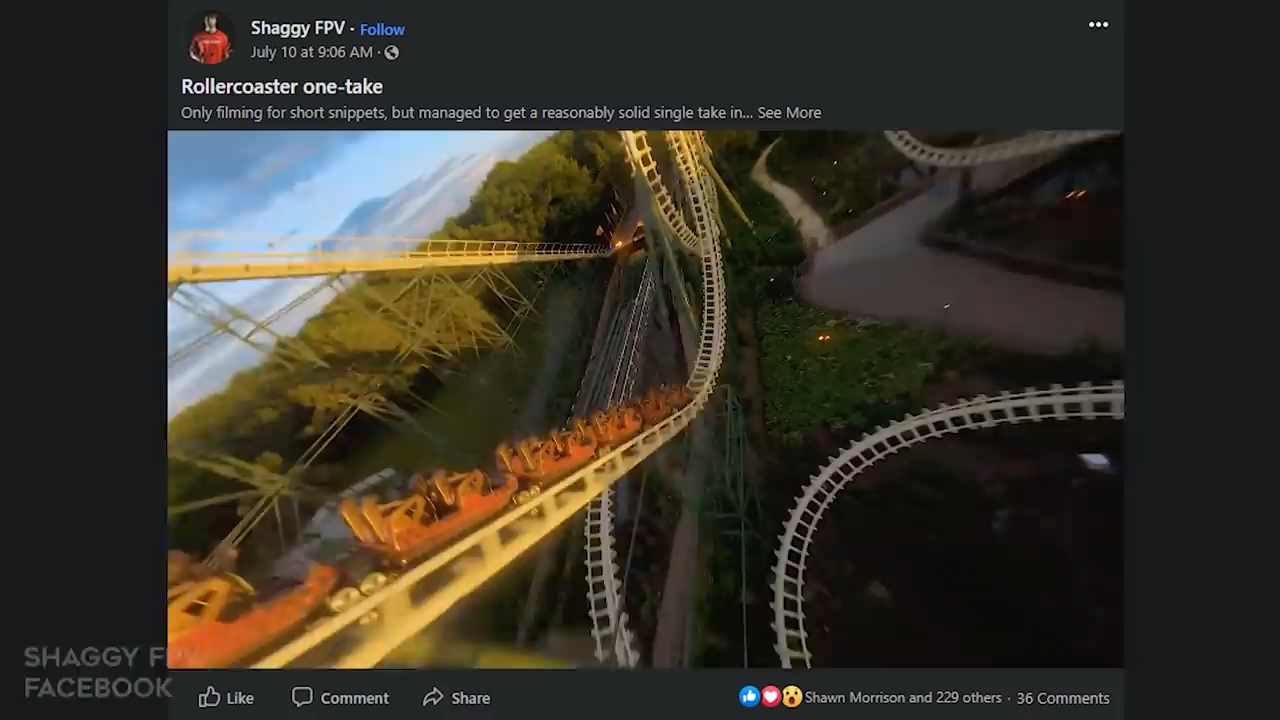 Shaggy FPV · Follow
July 10 at 9:06 AM ·
Rollercoaster one-take
Only filming for short snippets, but managed to get a reasonably solid single take in... See More
SHAGGY FPV
FACEBOOK
Like Comment Share Shawn Morrison and 229 others · 36 Comments